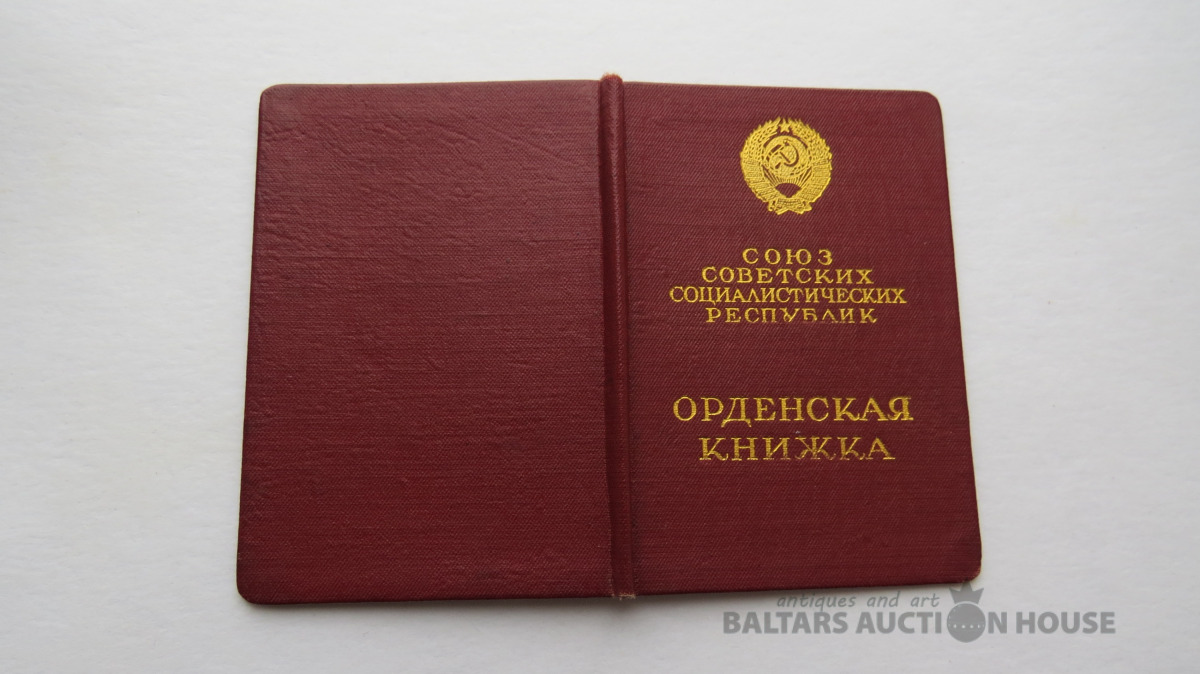 СОЮЗ
СОВЕТСКИХ
СОЦИАЛИСТИЧЕСКИХ
РЕСПУБЛИК
ОРДЕНСКАЯ
КНИЖКА
antiques and art
BALTARS AUCTION HOUSE